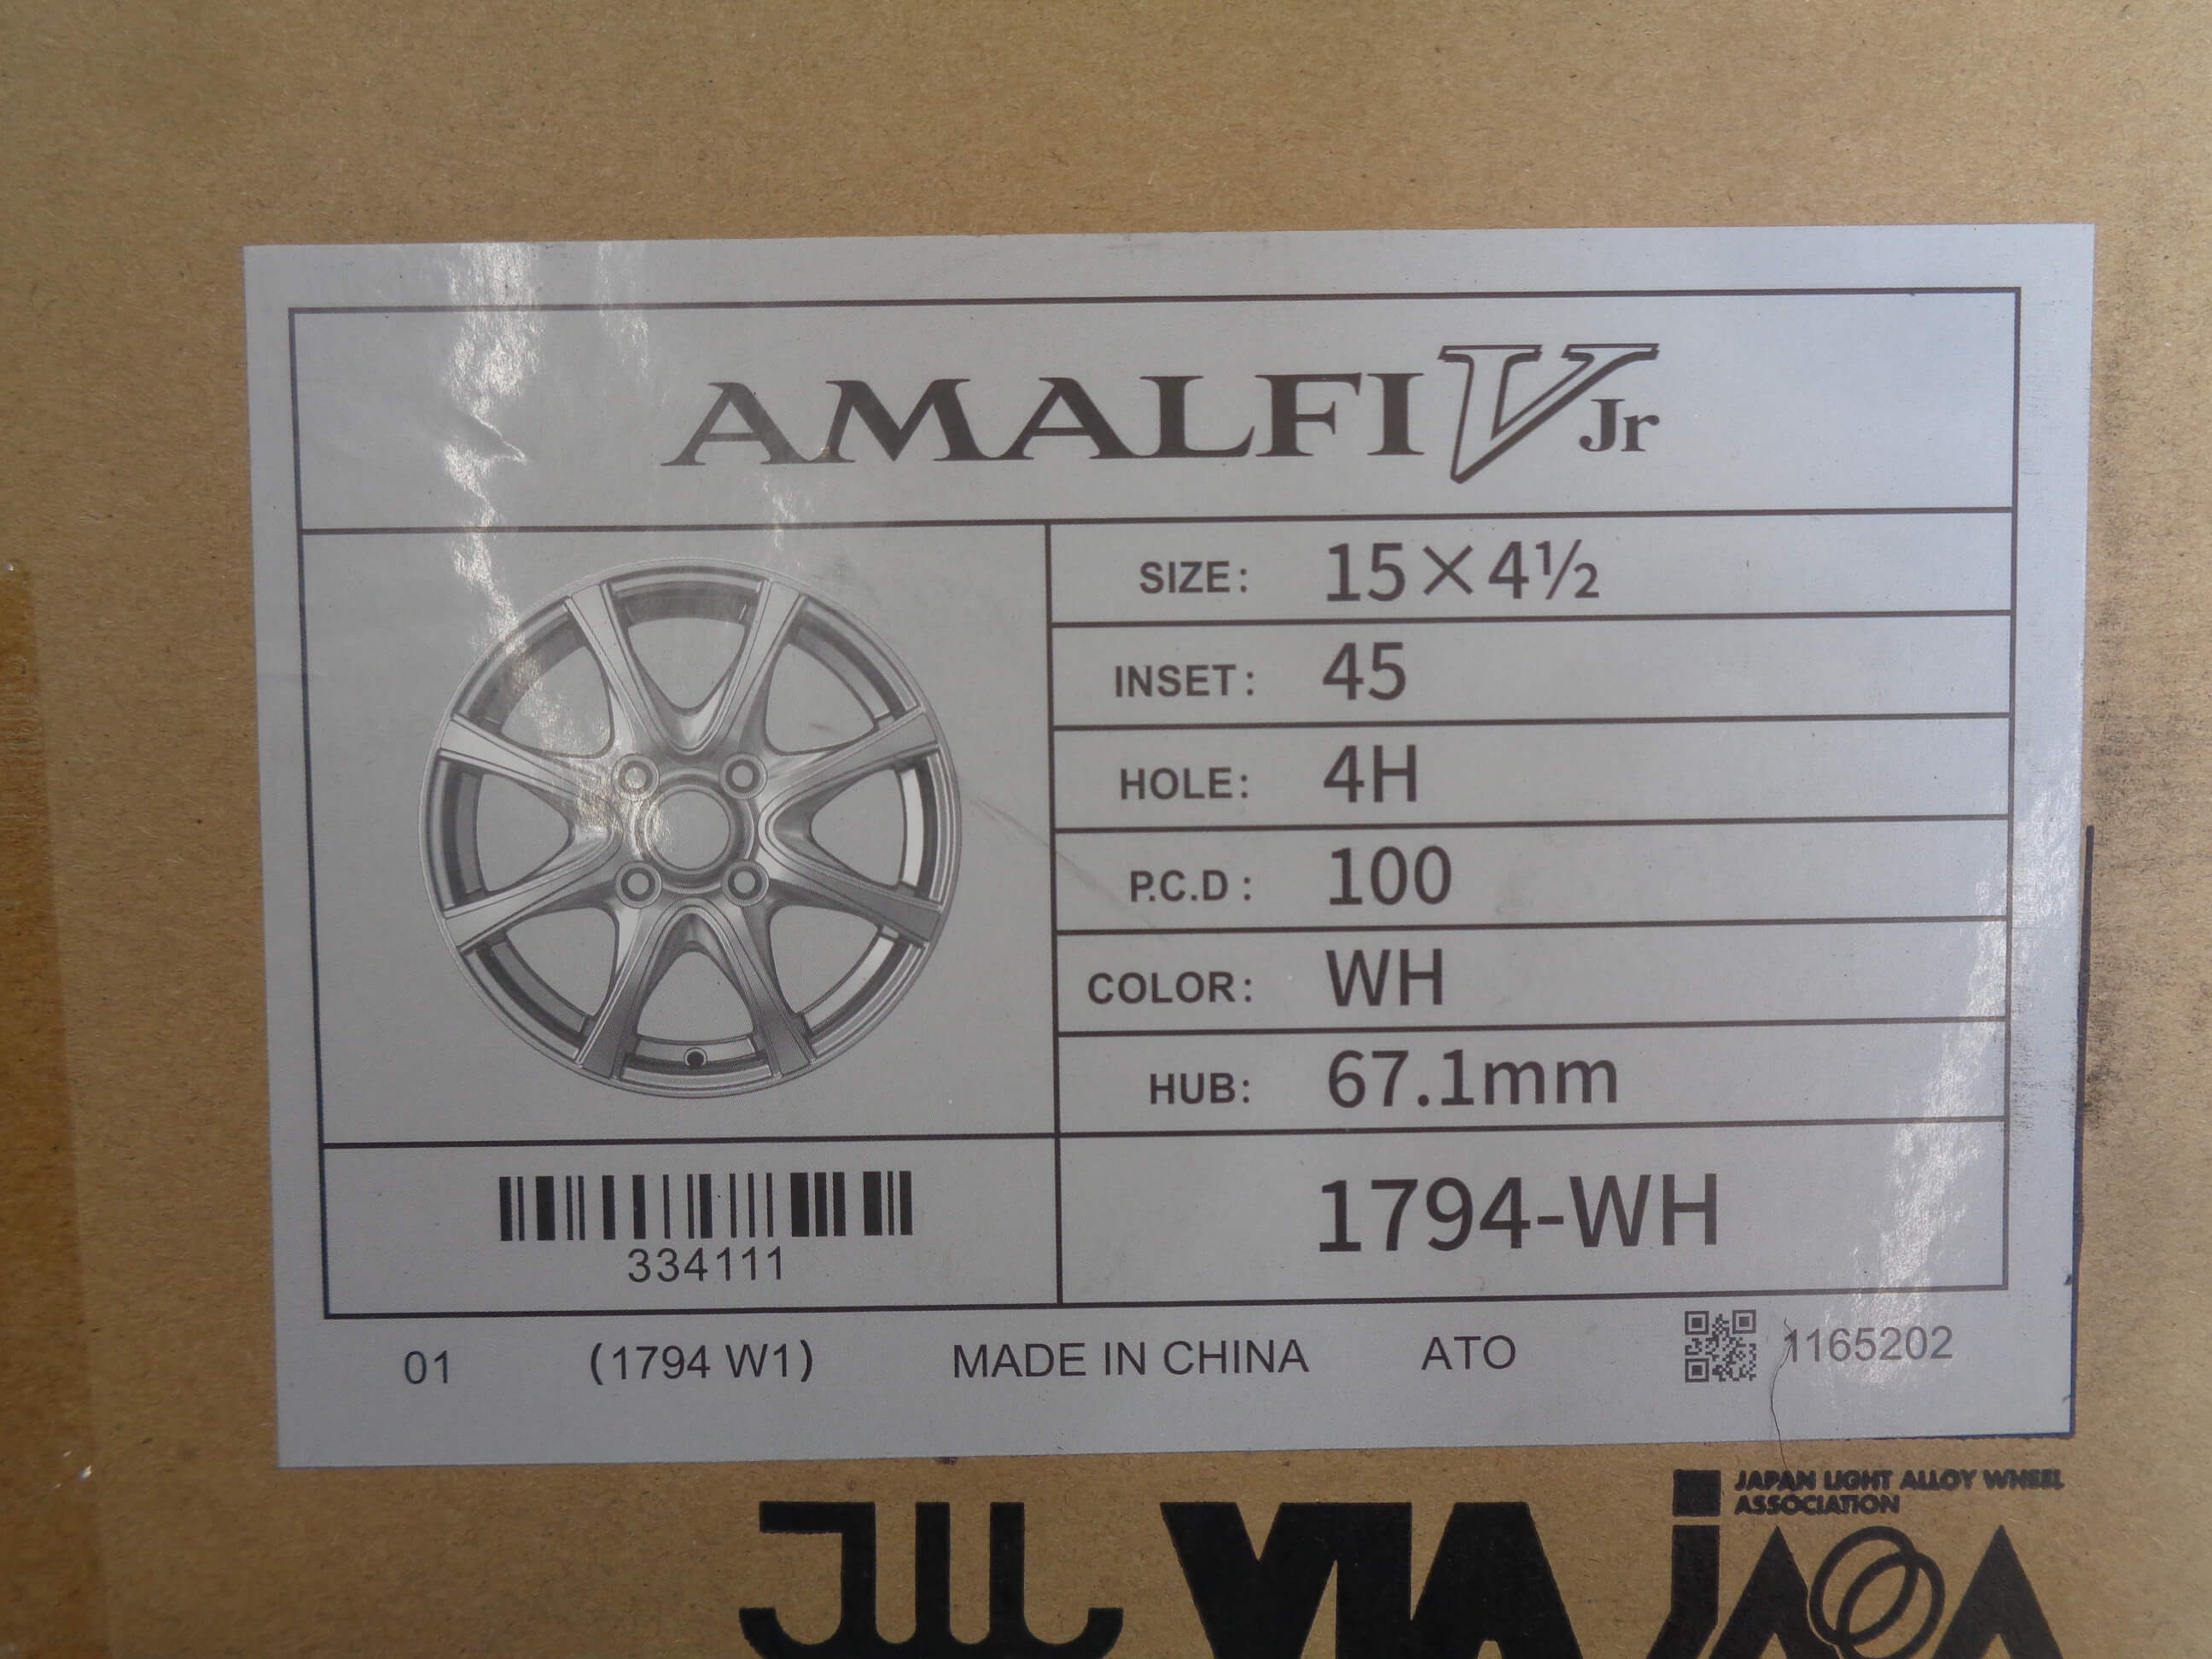 AMALFI V Jr
SIZE: 15×4½
INSET: 45
HOLE: 4H
P.C.D: 100
COLOR: WH
HUB: 67.1mm
334111
1794-WH
01 (1794 W1) MADE IN CHINA ATO 1165202
JAPAN LIGHT ALLOY WHEEL
ASSOCIATION
JWL VIA JAWA